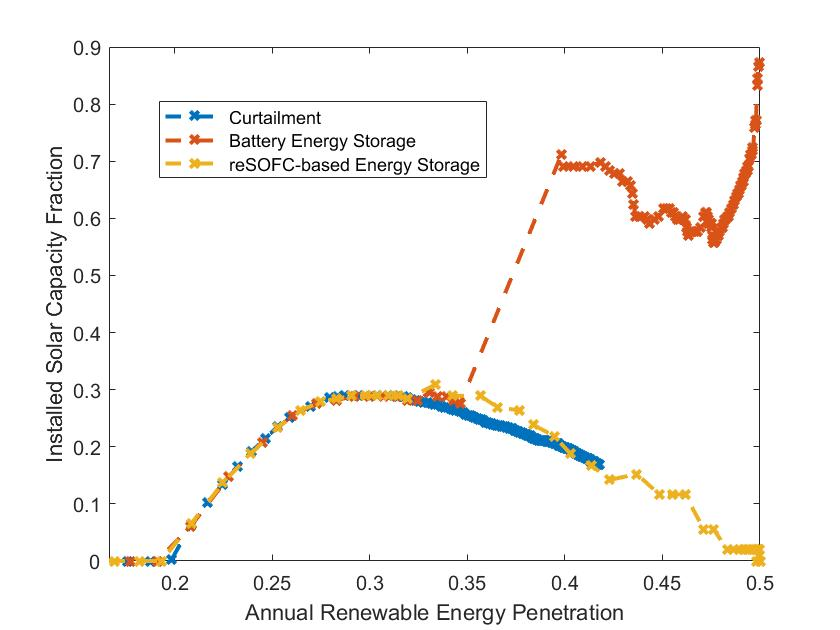 0.9
0.8
0.7
0.6
0.5
0.4
0.3
0.2
0.1
0
Installed Solar Capacity Fraction
Curtailment
Battery Energy Storage
reSOFC-based Energy Storage
0.2 0.25 0.3 0.35 0.4 0.45 0.5
Annual Renewable Energy Penetration